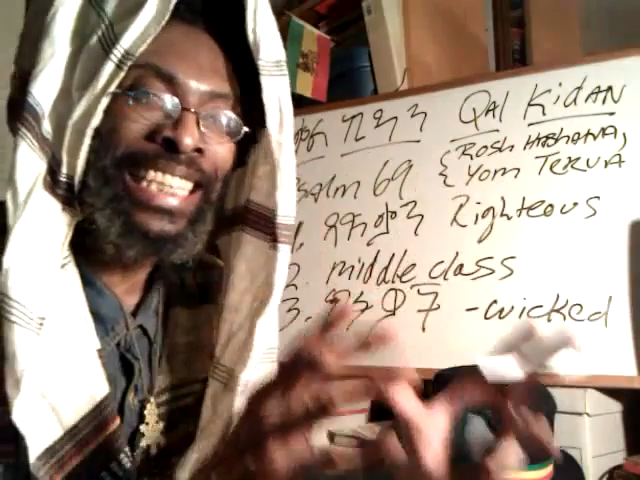 ኪዳን QAl KidAN
{ ROSH HASHANA,
salm 69 { YOM TERUA
1. ጻድቃን Righteous
2. middle class
3. -wicked